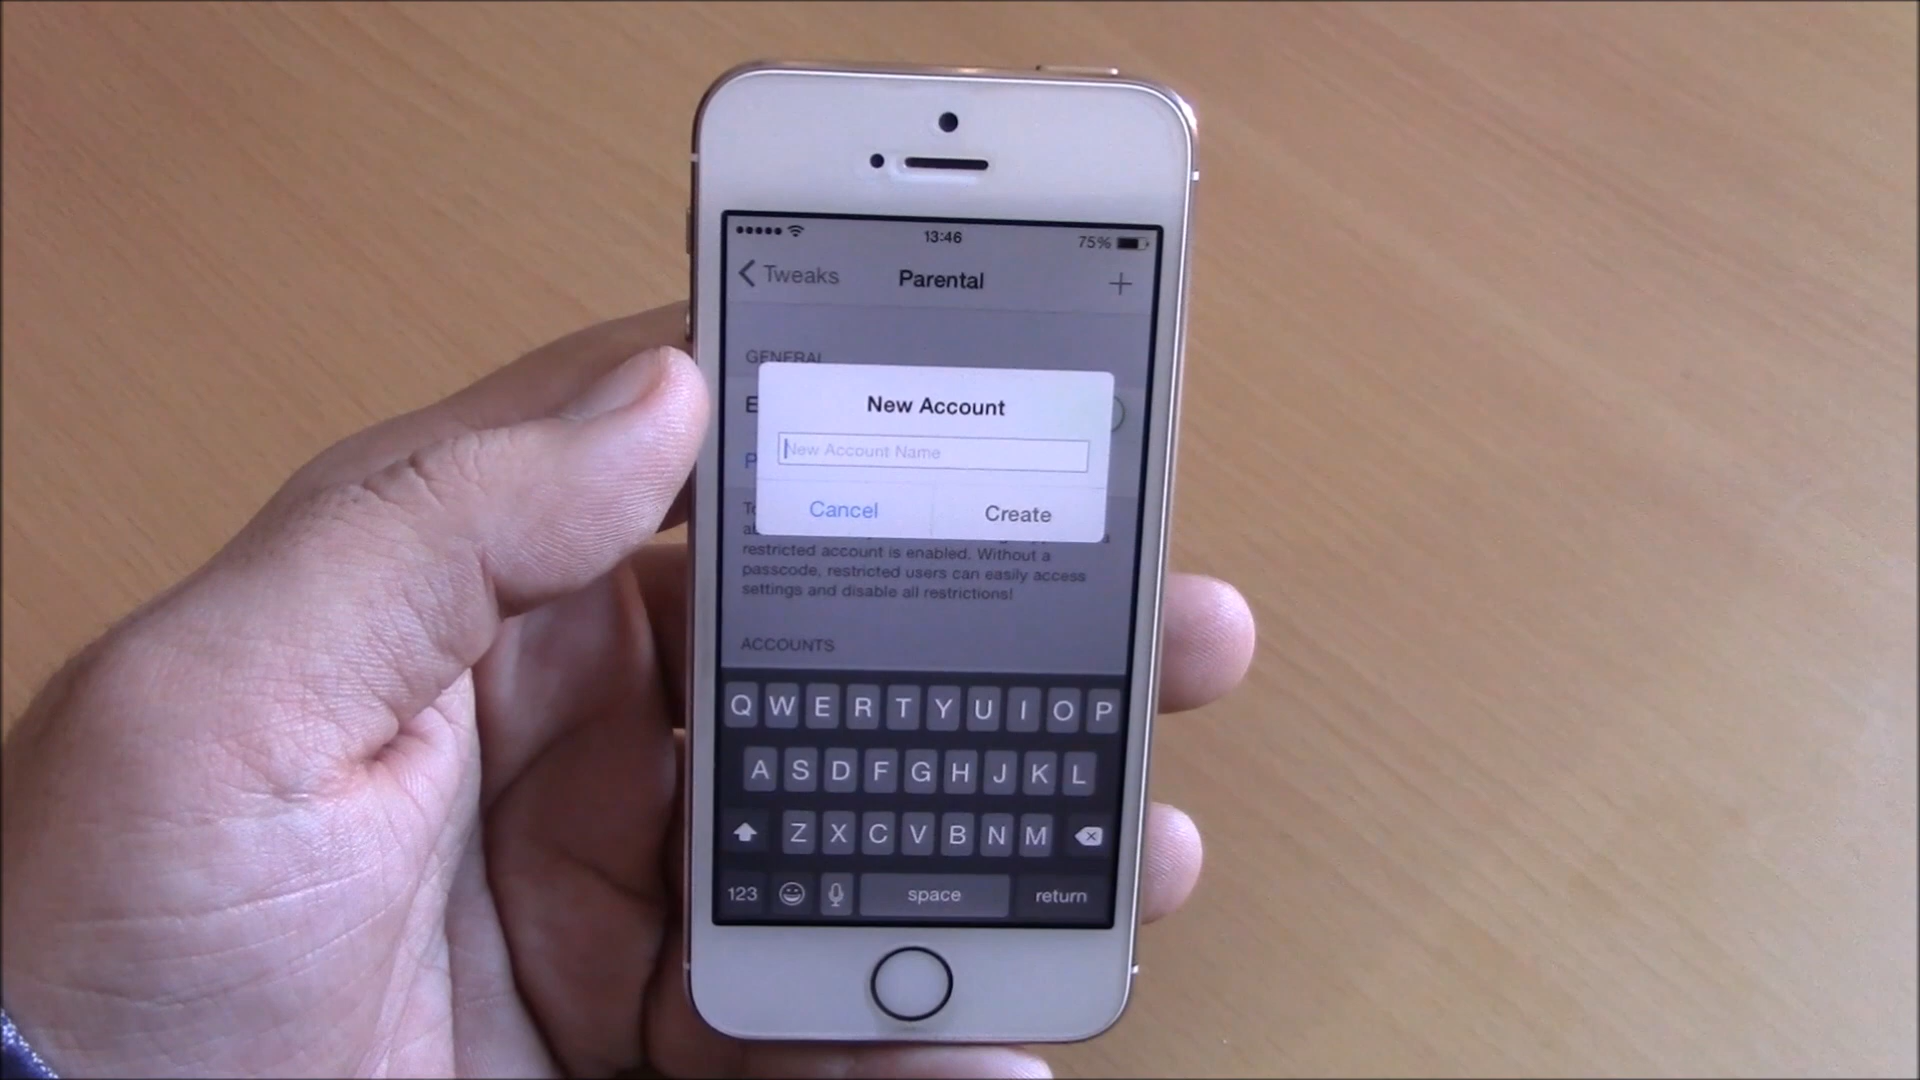 13:46 75%
Tweaks Parental +
GENERAL
New Account
New Account Name
Cancel Create
restricted account is enabled. Without a
passcode, restricted users can easily access
settings and disable all restrictions!
ACCOUNTS
Q W E R T Y U I O P
A S D F G H J K L
Z X C V B N M
123 space return